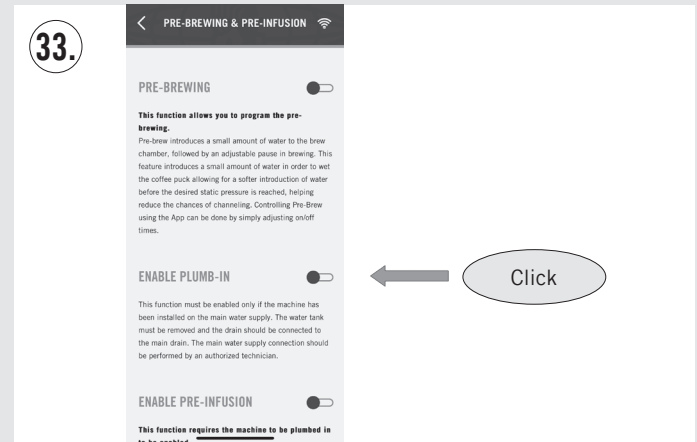 33.
PRE-BREWING & PRE-INFUSION
PRE-BREWING
This function allows you to program the pre-
brewing.
Pre-brew introduces a small amount of water to the brew
chamber, followed by an adjustable pause in brewing. This
feature introduces a small amount of water in order to wet
the coffee puck allowing for a softer introduction of water
before the desired static pressure is reached, helping
reduce the chances of channeling. Controlling Pre-Brew
using the App can be done by simply adjusting on/off
times.
ENABLE PLUMB-IN
Click
This function must be enabled only if the machine has
been installed on the main water supply. The water tank
must be removed and the drain should be connected to
the main drain. The main water supply connection should
be performed by an authorized technician.
ENABLE PRE-INFUSION
This function requires the machine to be plumbed in
to be enabled